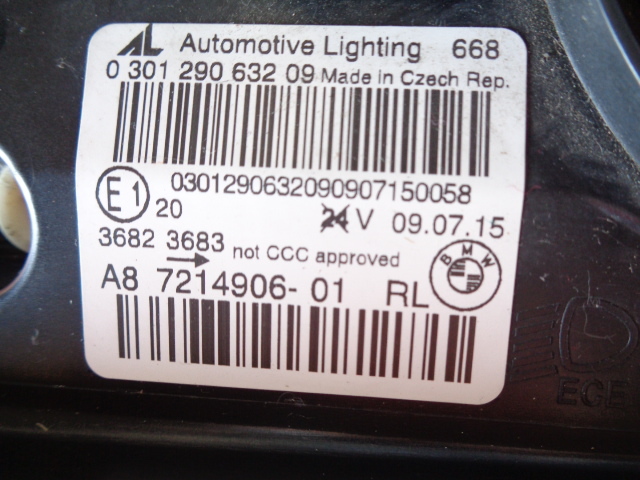 AL Automotive Lighting 668
0 301 290 632 09 Made in Czech Rep.
0301290632090907150058
E1 20 24 V 09.07.15
3682 3683 not CCC approved
BMW
A8 7214906-01 RL
ECE